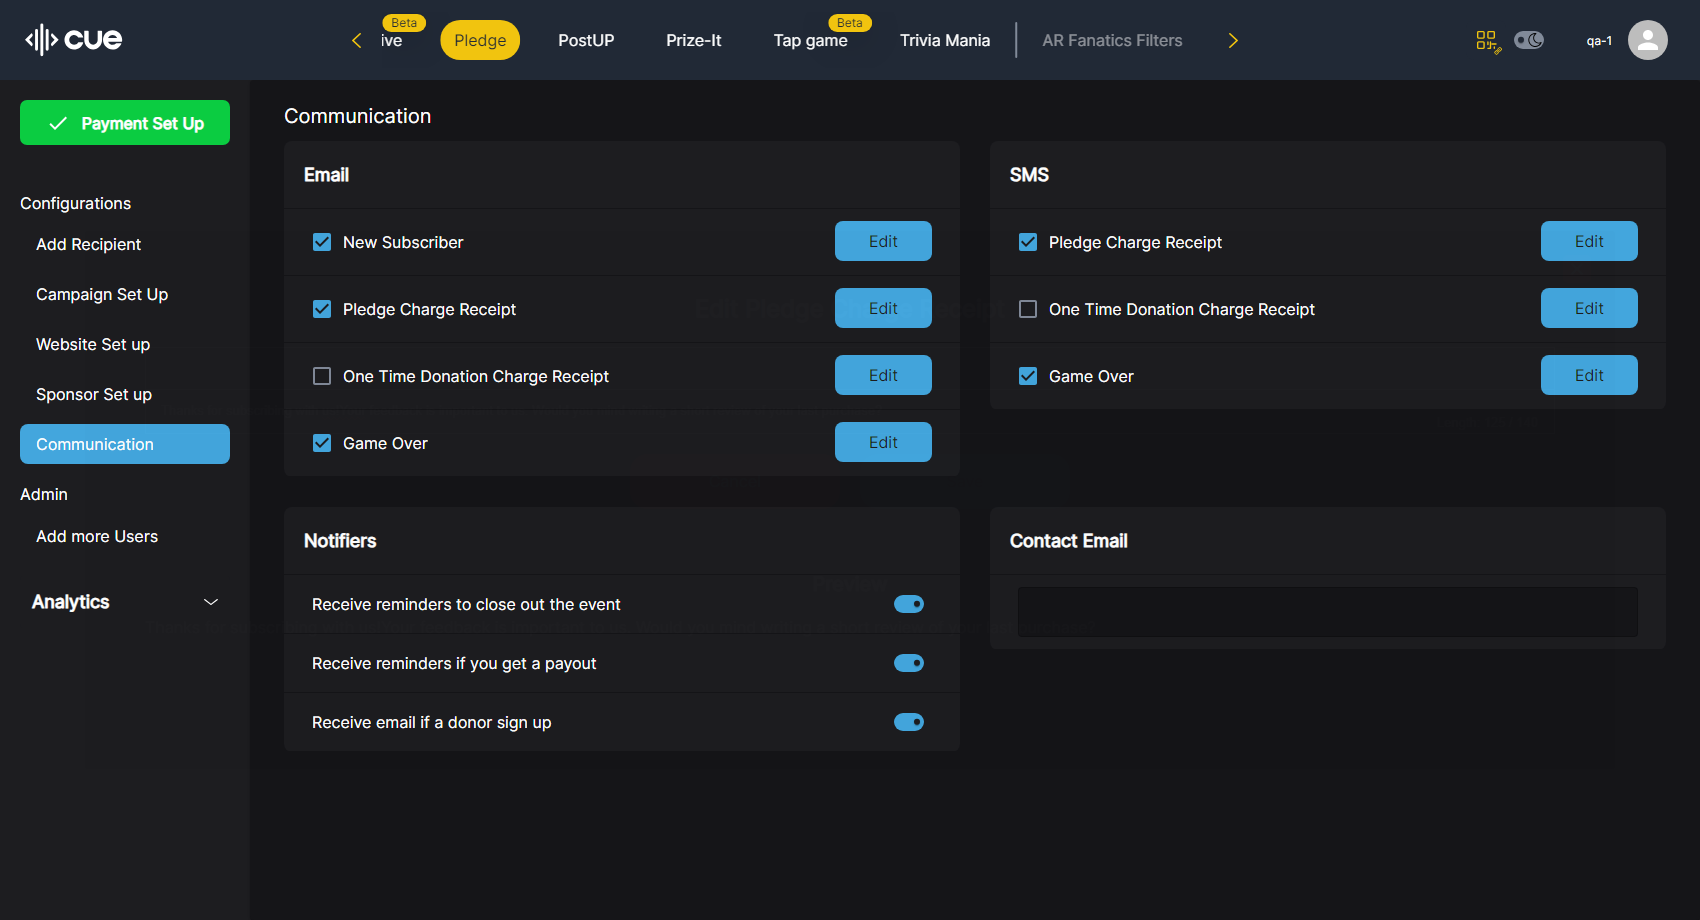 cue
Beta
ive
Pledge
PostUP
Prize-It
Beta
Tap game
Trivia Mania
AR Fanatics Filters
qa-1
Payment Set Up
Configurations
Add Recipient
Campaign Set Up
Website Set up
Sponsor Set up
Communication
Admin
Add more Users
Analytics
Communication
Email
New Subscriber
Edit
Pledge Charge Receipt
Edit
One Time Donation Charge Receipt
Edit
Game Over
Edit
SMS
Pledge Charge Receipt
Edit
One Time Donation Charge Receipt
Edit
Game Over
Edit
Notifiers
Receive reminders to close out the event
Receive reminders if you get a payout
Receive email if a donor sign up
Contact Email